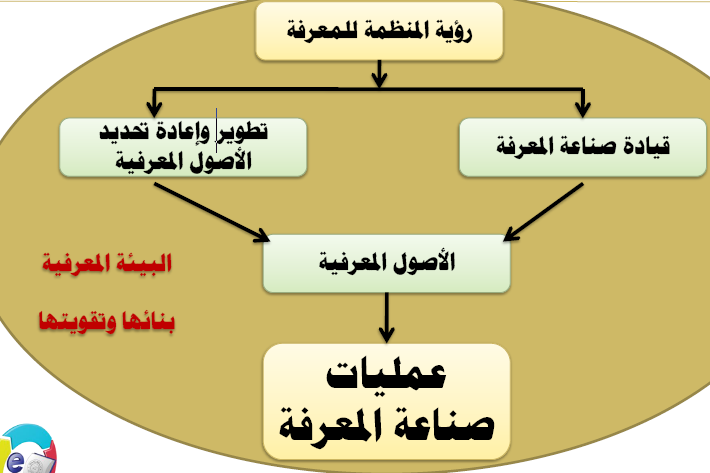 رؤية المنظمة للمعرفة
قيادة صناعة المعرفة
تطوير وإعادة تحديد
الأصول المعرفية
الأصول المعرفية
البيئة المعرفية
بنائها وتقويتها
عمليات
صناعة المعرفة
e